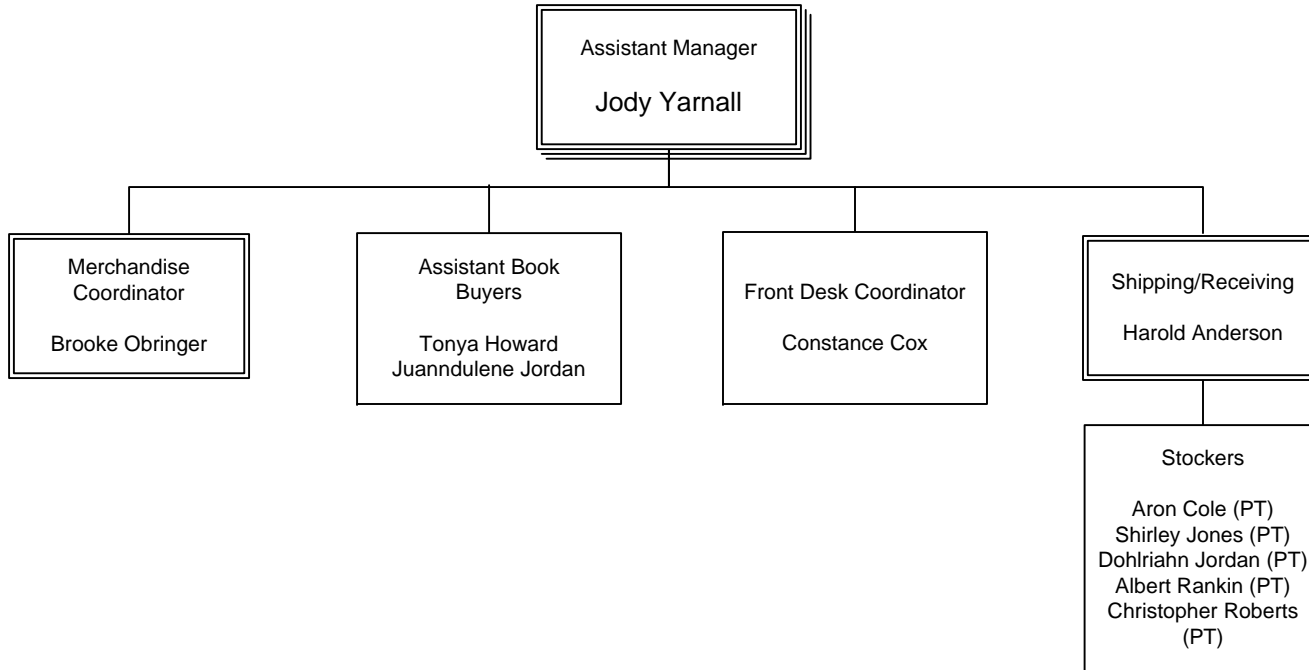 Assistant Manager
Jody Yarnall
Merchandise
Coordinator
Brooke Obringer
Assistant Book
Buyers
Tonya Howard
Juanndulene Jordan
Front Desk Coordinator
Constance Cox
Shipping/Receiving
Harold Anderson
Stockers
Aron Cole (PT)
Shirley Jones (PT)
Dohlriahn Jordan (PT)
Albert Rankin (PT)
Christopher Roberts
(PT)